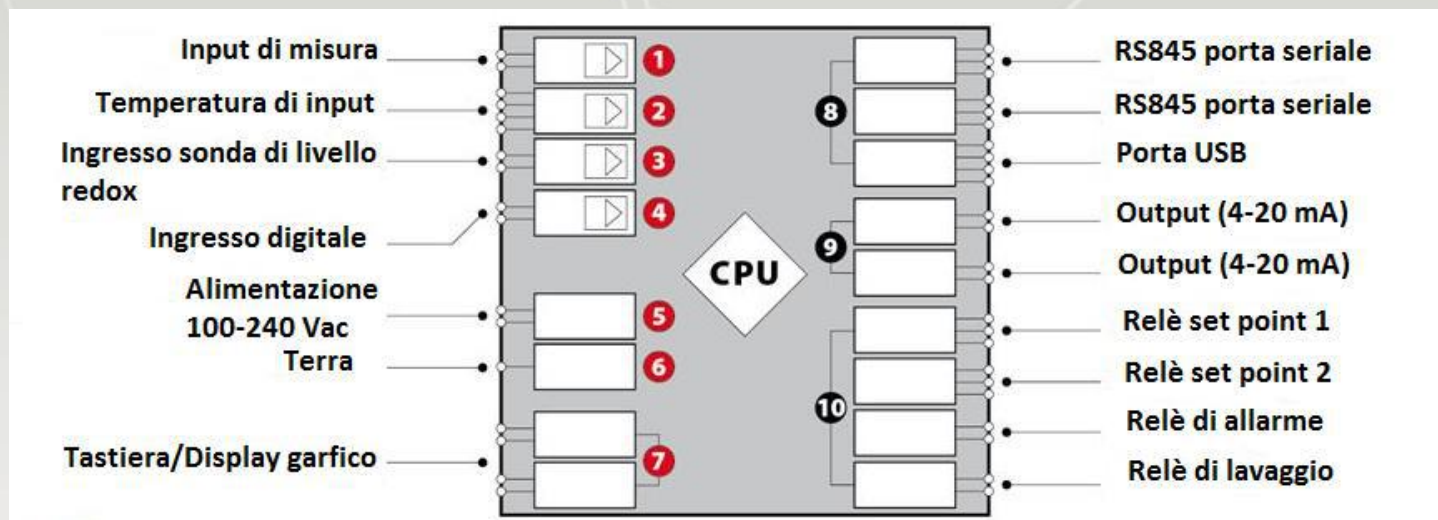 Input di misura
Temperatura di input
Ingresso sonda di livello
redox
Ingresso digitale
Alimentazione
100-240 Vac
Terra
Tastiera/Display garfico
1
2
3
4
5
6
7
CPU
8
9
10
RS845 porta seriale
RS845 porta seriale
Porta USB
Output (4-20 mA)
Output (4-20 mA)
Relè set point 1
Relè set point 2
Relè di allarme
Relè di lavaggio